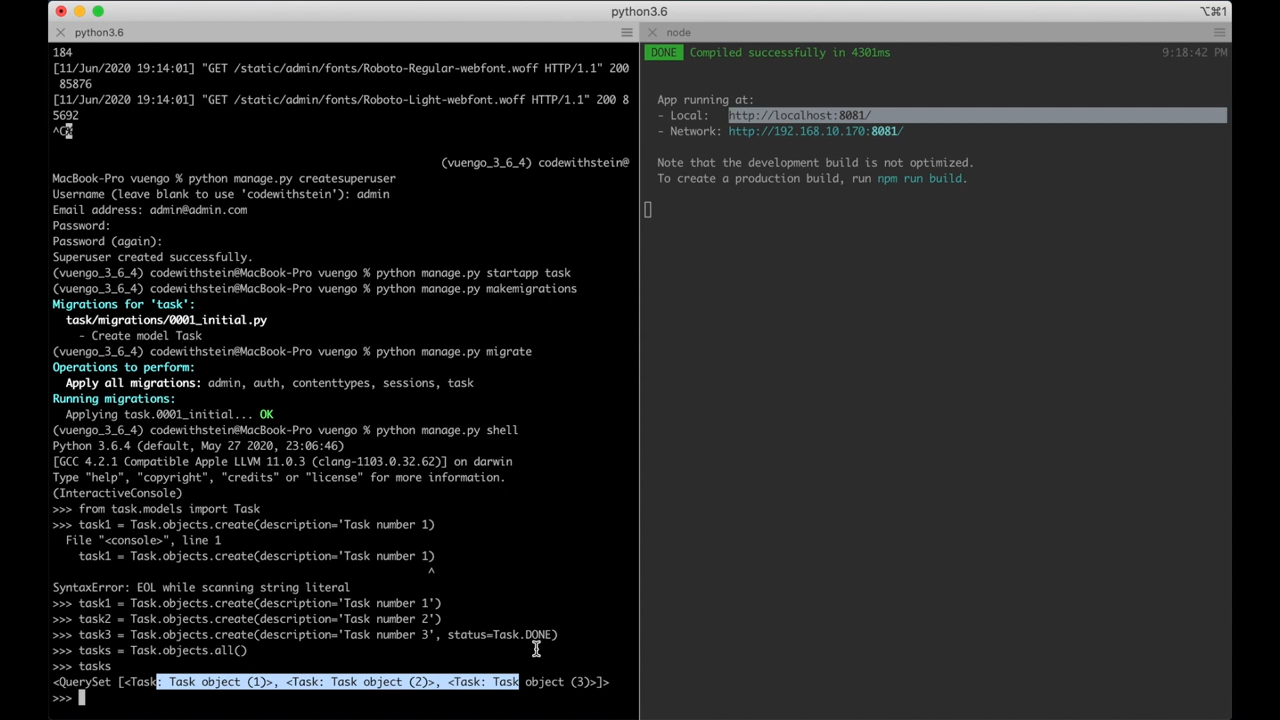 python3.6
⌥⌘1
python3.6
184
[11/Jun/2020 19:14:01] "GET /static/admin/fonts/Roboto-Regular-webfont.woff HTTP/1.1" 200
85876
[11/Jun/2020 19:14:01] "GET /static/admin/fonts/Roboto-Light-webfont.woff HTTP/1.1" 200 8
5692
^C%
(vuengo_3_6_4) codewithstein@
MacBook-Pro vuengo % python manage.py createsuperuser
Username (leave blank to use 'codewithstein'): admin
Email address: admin@admin.com
Password:
Password (again):
Superuser created successfully.
(vuengo_3_6_4) codewithstein@MacBook-Pro vuengo % python manage.py startapp task
(vuengo_3_6_4) codewithstein@MacBook-Pro vuengo % python manage.py makemigrations
Migrations for 'task':
task/migrations/0001_initial.py
- Create model Task
(vuengo_3_6_4) codewithstein@MacBook-Pro vuengo % python manage.py migrate
Operations to perform:
Apply all migrations: admin, auth, contenttypes, sessions, task
Running migrations:
Applying task.0001_initial... OK
(vuengo_3_6_4) codewithstein@MacBook-Pro vuengo % python manage.py shell
Python 3.6.4 (default, May 27 2020, 23:06:46)
[GCC 4.2.1 Compatible Apple LLVM 11.0.3 (clang-1103.0.32.62)] on darwin
Type "help", "copyright", "credits" or "license" for more information.
(InteractiveConsole)
>>> from task.models import Task
>>> task1 = Task.objects.create(description='Task number 1)
File "<console>", line 1
task1 = Task.objects.create(description='Task number 1)
^
SyntaxError: EOL while scanning string literal
>>> task1 = Task.objects.create(description='Task number 1')
>>> task2 = Task.objects.create(description='Task number 2')
>>> task3 = Task.objects.create(description='Task number 3', status=Task.DONE)
>>> tasks = Task.objects.all()
>>> tasks
<QuerySet [<Task: Task object (1)>, <Task: Task object (2)>, <Task: Task object (3)>]>
>>>
node
DONE Compiled successfully in 4301ms 9:18:42 PM
App running at:
- Local: http://localhost:8081/
- Network: http://192.168.10.170:8081/
Note that the development build is not optimized.
To create a production build, run npm run build.